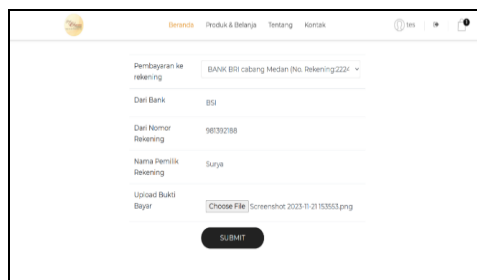 Beranda Produk & Belanja Tentang Kontak tes
Pembayaran ke rekening BANK BRI cabang Medan (No. Rekening:2224
Dari Bank BSI
Dari Nomor Rekening 981392188
Nama Pemilik Rekening Surya
Upload Bukti Bayar Choose File Screenshot 2023-11-21 153553.png
SUBMIT